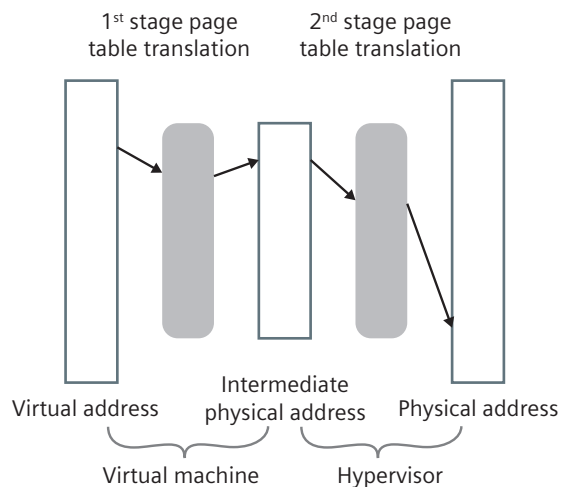 1st stage page
table translation
2nd stage page
table translation
Virtual address
Intermediate
physical address
Physical address
Virtual machine
Hypervisor